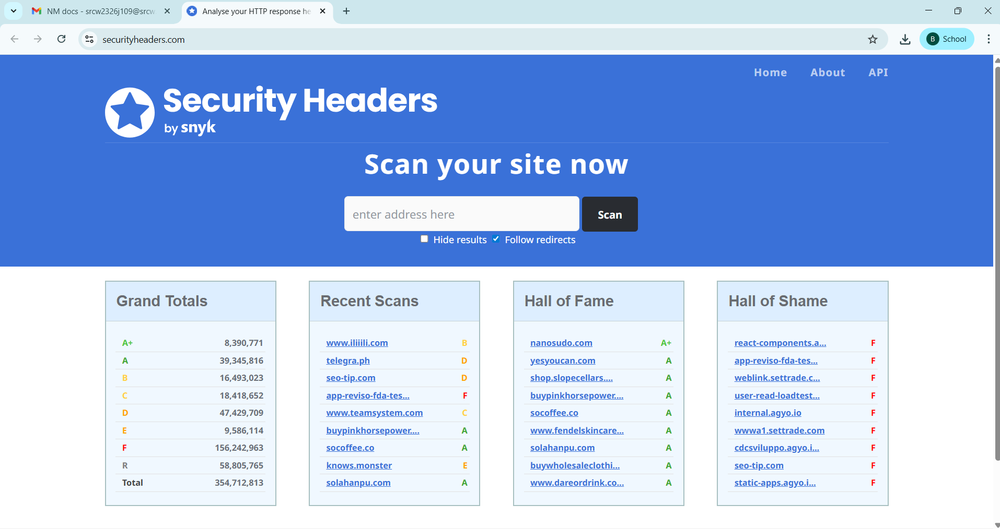 NM docs - srcw2326j109@srcw
Analyse your HTTP response he
securityheaders.com
B School
Home About API
Security Headers
by snyk
Scan your site now
enter address here
Scan
Hide results Follow redirects
Grand Totals
A+ 8,390,771
A 39,345,816
B 16,493,023
C 18,418,652
D 47,429,709
E 9,586,114
F 156,242,963
R 58,805,765
Total 354,712,813
Recent Scans
www.iliiili.com B
telegra.ph D
seo-tip.com D
app-reviso-fda-tes... F
www.teamsystem.com C
buypinkhorsepower.... A
socoffee.co A
knows.monster E
solahanpu.com A
Hall of Fame
nanosudo.com A+
yesyoucan.com A
shop.slopecellars.... A
buypinkhorsepower.... A
socoffee.co A
www.fendelskincare... A
solahanpu.com A
buywholesaleclothi... A
www.dareordrink.co... A
Hall of Shame
react-components.a... F
app-reviso-fda-tes... F
weblink.settrade.c... F
user-read-loadtest... F
internal.agyo.io F
wwwa1.settrade.com F
cdcsviluppo.agyo.i... F
seo-tip.com F
static-apps.agyo.i... F